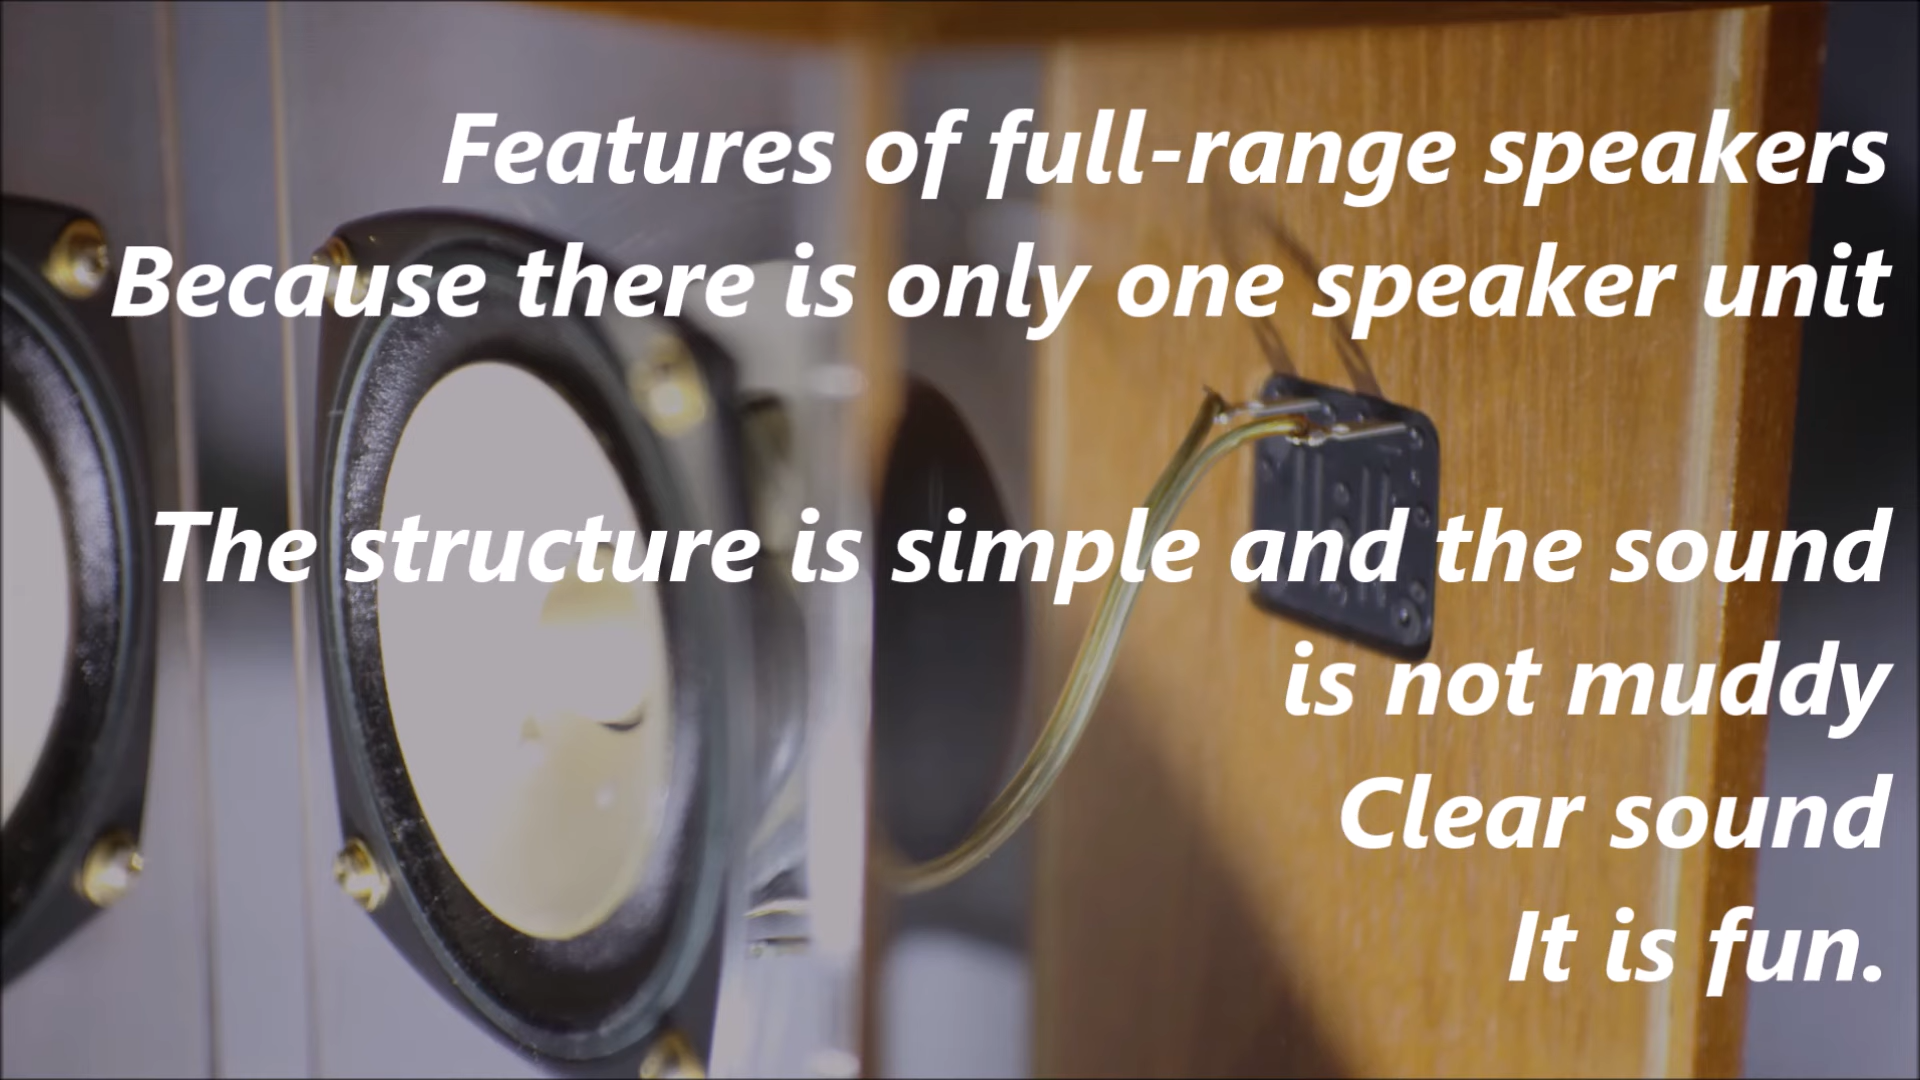 Features of full-range speakers
Because there is only one speaker unit
The structure is simple and the sound
is not muddy
Clear sound
It is fun.